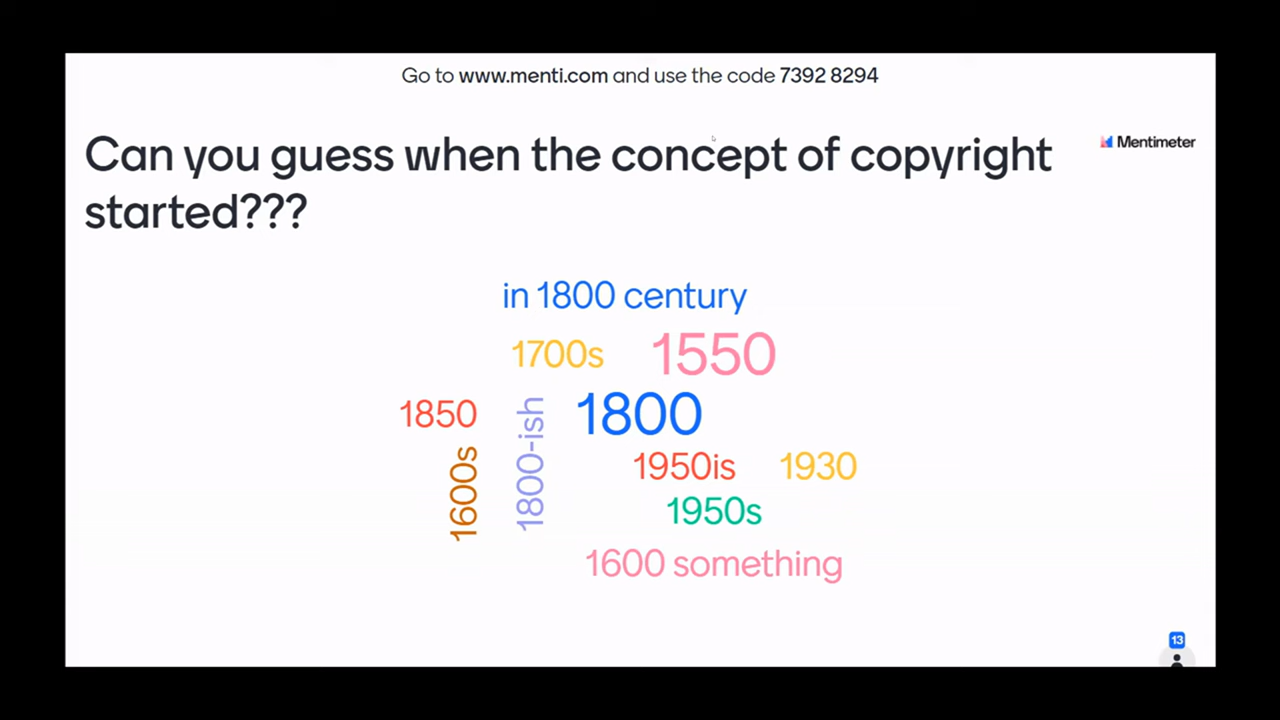 Go to www.menti.com and use the code 7392 8294
Can you guess when the concept of copyright
started???
Mentimeter
in 1800 century
1700s
1550
1850
1800-ish
1800
1600s
1950is
1930
1950s
1600 something
13